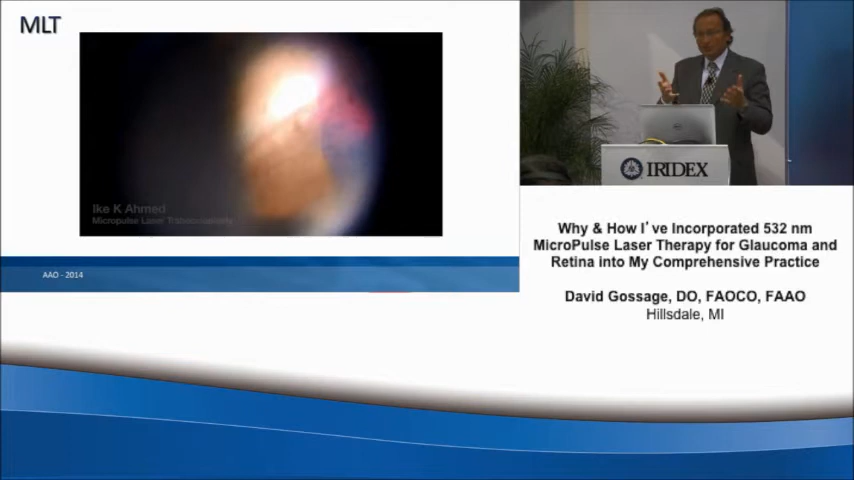 MLT
Ike K Ahmed
Micropulse Laser Trabeculoplasty
AAO - 2014
IRIDEX
Why & How I've Incorporated 532 nm
MicroPulse Laser Therapy for Glaucoma and
Retina into My Comprehensive Practice
David Gossage, DO, FAOCO, FAAO
Hillsdale, MI